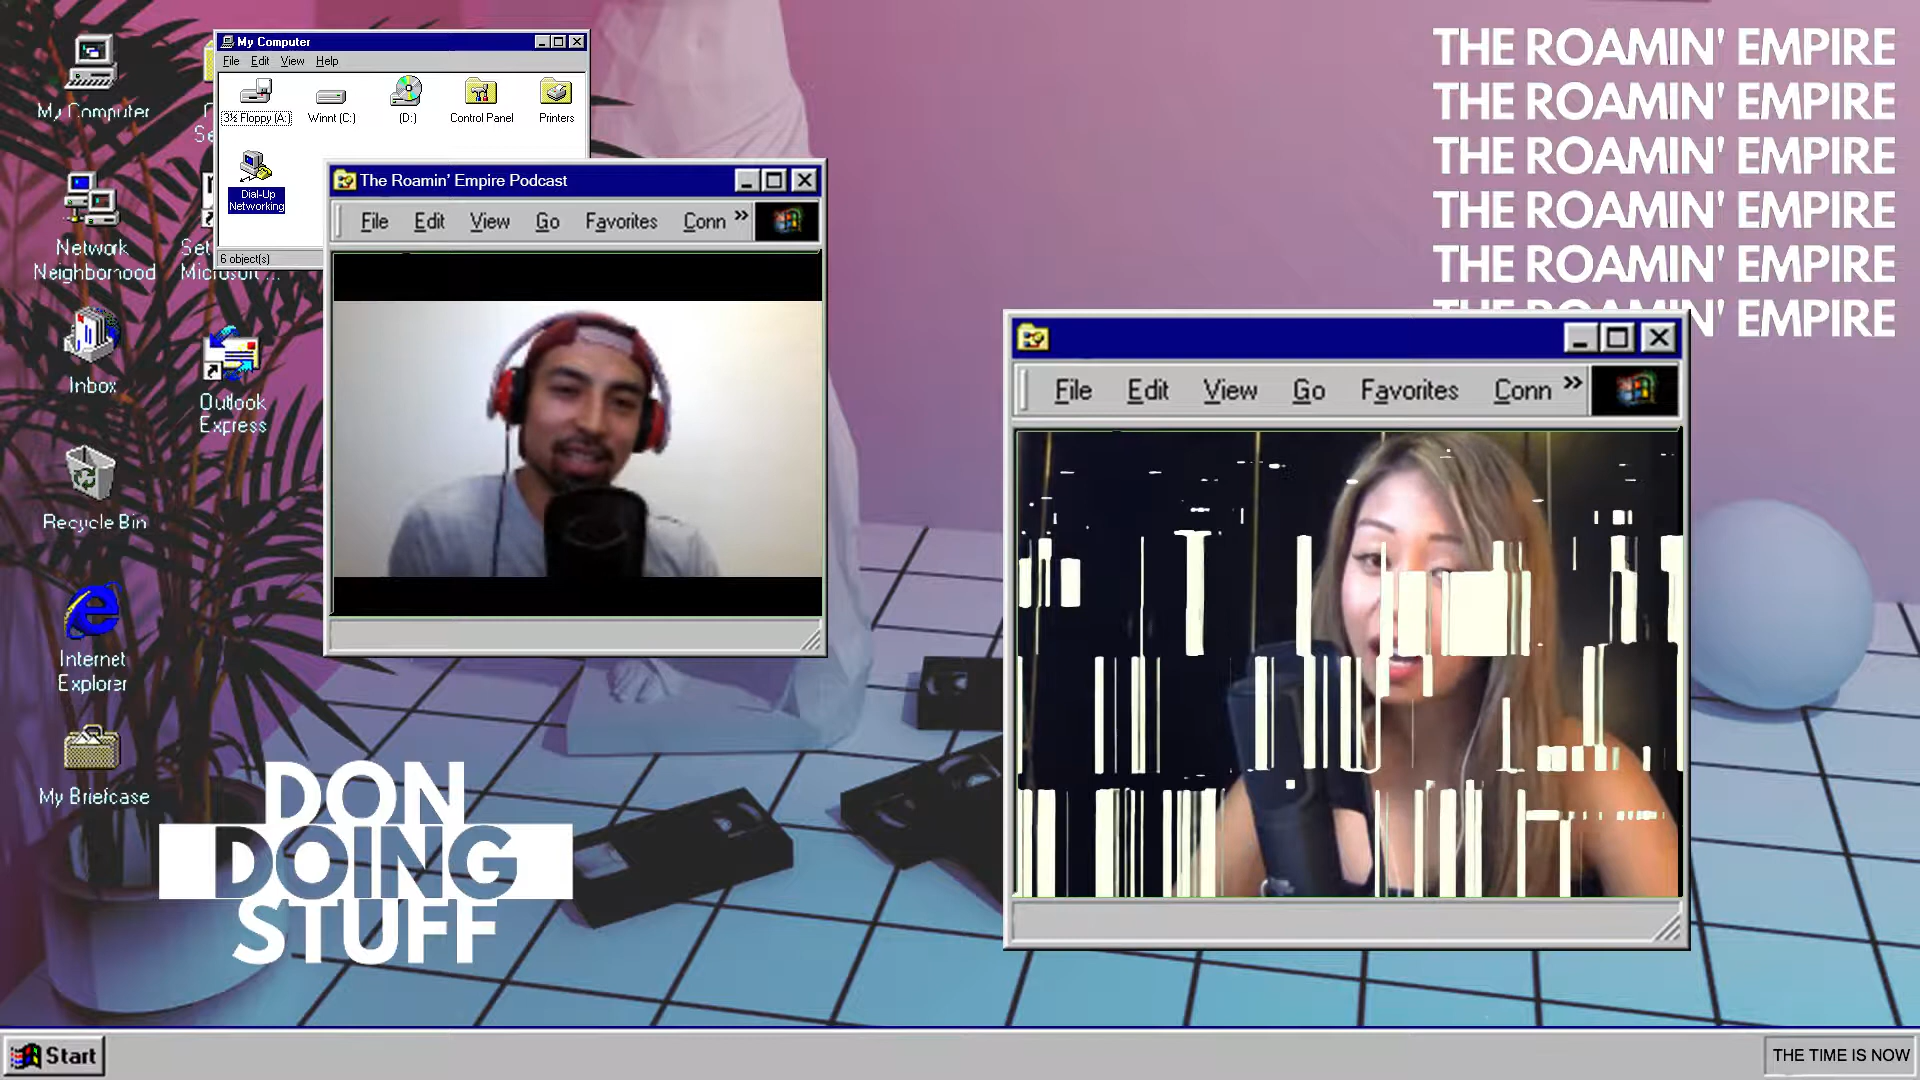 My Computer
File Edit View Help
3½ Floppy (A:)
Winnt (C:)
(D:)
Control Panel
Printers
Dial-Up
Networking
6 object(s)
The Roamin' Empire Podcast
File Edit View Go Favorites Conn »
My Computer
Network
Neighborhood
Inbox
Outlook
Express
Recycle Bin
Internet
Explorer
My Briefcase
DON
DOING
STUFF
THE ROAMIN' EMPIRE
THE ROAMIN' EMPIRE
THE ROAMIN' EMPIRE
THE ROAMIN' EMPIRE
THE ROAMIN' EMPIRE
THE ROAMIN' EMPIRE
File Edit View Go Favorites Conn »
Start
THE TIME IS NOW